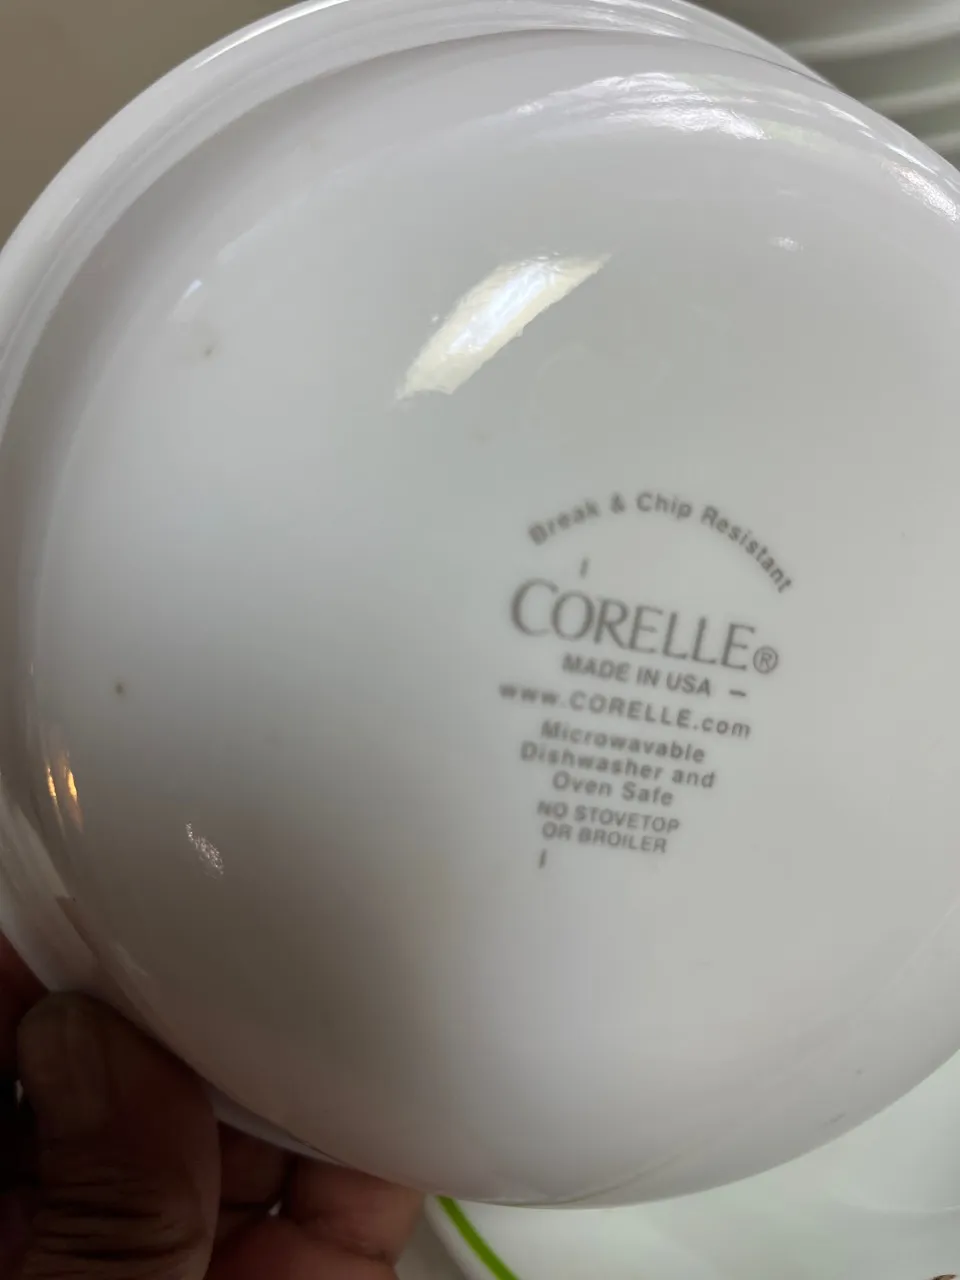 Break & Chip Resistant
CORELLE®
MADE IN USA –
www.CORELLE.com
Microwavable
Dishwasher and
Oven Safe
NO STOVETOP
OR BROILER